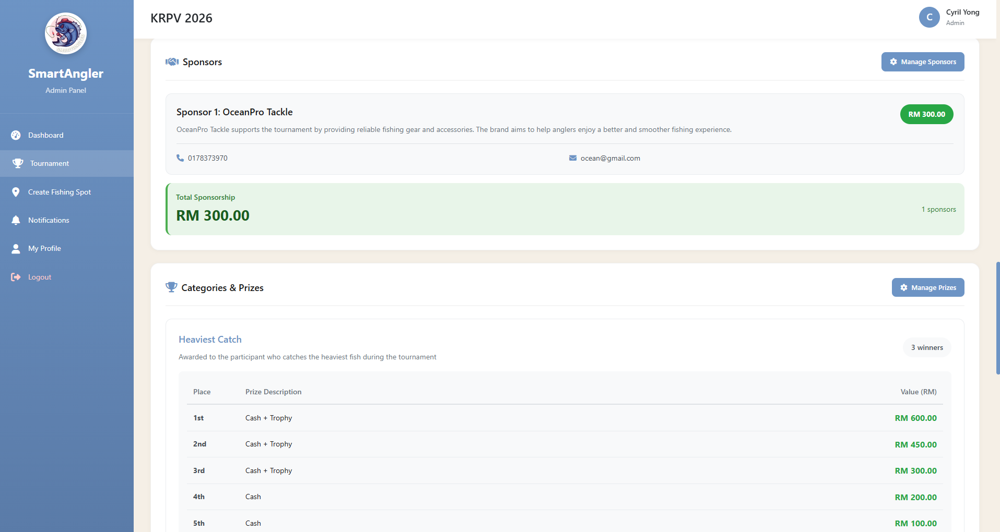 SMARTANGLER
SmartAngler
Admin Panel
Dashboard
Tournament
Create Fishing Spot
Notifications
My Profile
Logout
KRPV 2026
C
Cyril Yong
Admin
Sponsors
Manage Sponsors
Sponsor 1: OceanPro Tackle
RM 300.00
OceanPro Tackle supports the tournament by providing reliable fishing gear and accessories. The brand aims to help anglers enjoy a better and smoother fishing experience.
0178373970
ocean@gmail.com
Total Sponsorship
RM 300.00
1 sponsors
Categories & Prizes
Manage Prizes
Heaviest Catch
3 winners
Awarded to the participant who catches the heaviest fish during the tournament
Place Prize Description Value (RM)
1st Cash + Trophy RM 600.00
2nd Cash + Trophy RM 450.00
3rd Cash + Trophy RM 300.00
4th Cash RM 200.00
5th Cash RM 100.00